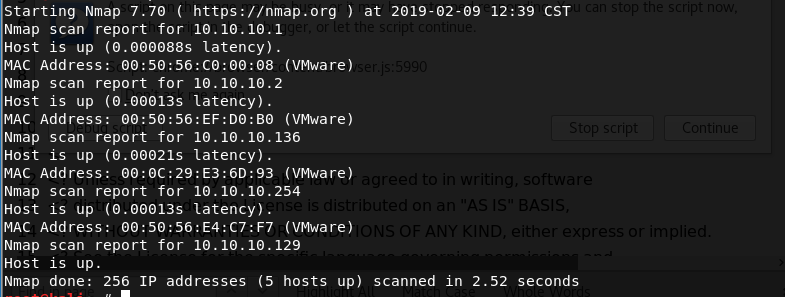 Starting Nmap 7.70 ( https://nmap.org ) at 2019-02-09 12:39 CST
Nmap scan report for 10.10.10.1
Host is up (0.000088s latency).
MAC Address: 00:50:56:C0:00:08 (VMware)
Nmap scan report for 10.10.10.2
Host is up (0.00013s latency).
MAC Address: 00:50:56:EF:D0:B0 (VMware)
Nmap scan report for 10.10.10.136
Host is up (0.00021s latency).
MAC Address: 00:0C:29:E3:6D:93 (VMware)
Nmap scan report for 10.10.10.254
Host is up (0.00013s latency).
MAC Address: 00:50:56:E4:C7:F7 (VMware)
Nmap scan report for 10.10.10.129
Host is up.
Nmap done: 256 IP addresses (5 hosts up) scanned in 2.52 seconds
stop the script now,
or let the script continue.
browser.js:5990
Stop script Continue
required by applicable law or agreed to in writing, software
is distributed on an "AS IS" BASIS,
OF ANY KIND, either express or implied.
Highlight All Match Case Whole Words